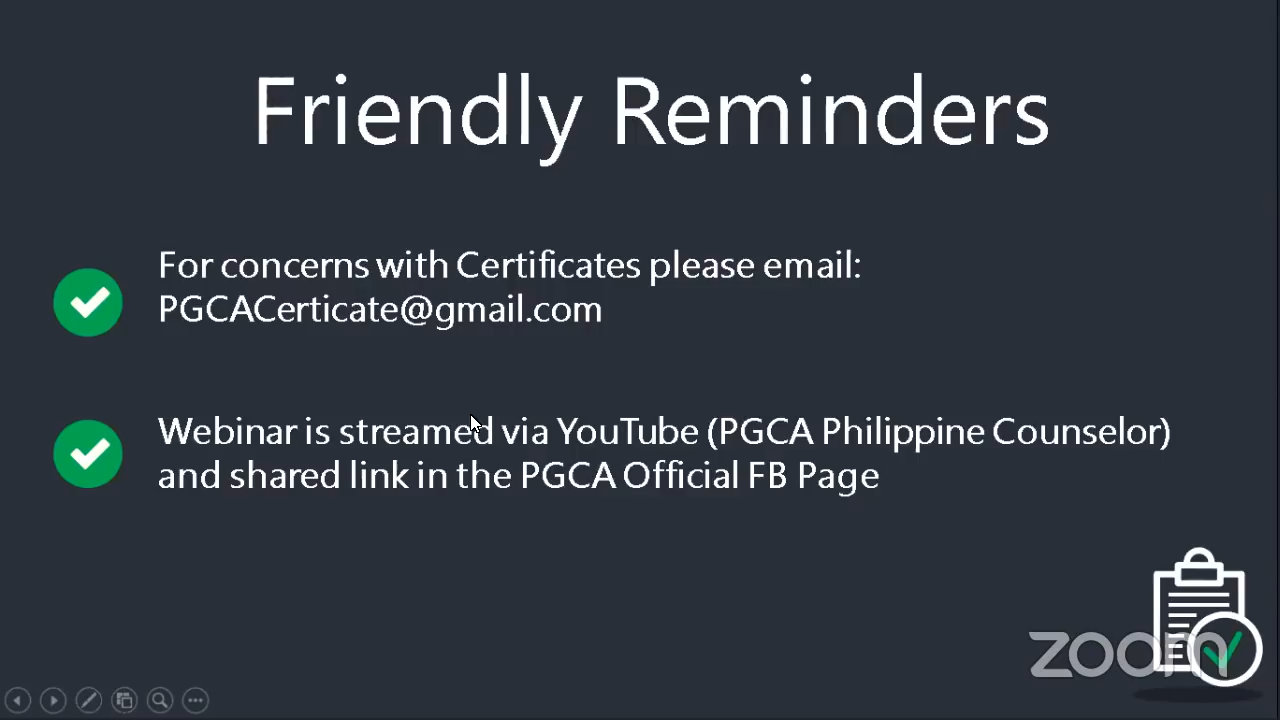 Friendly Reminders
For concerns with Certificates please email:
PGCACerticate@gmail.com
Webinar is streamed via YouTube (PGCA Philippine Counselor)
and shared link in the PGCA Official FB Page
zoom